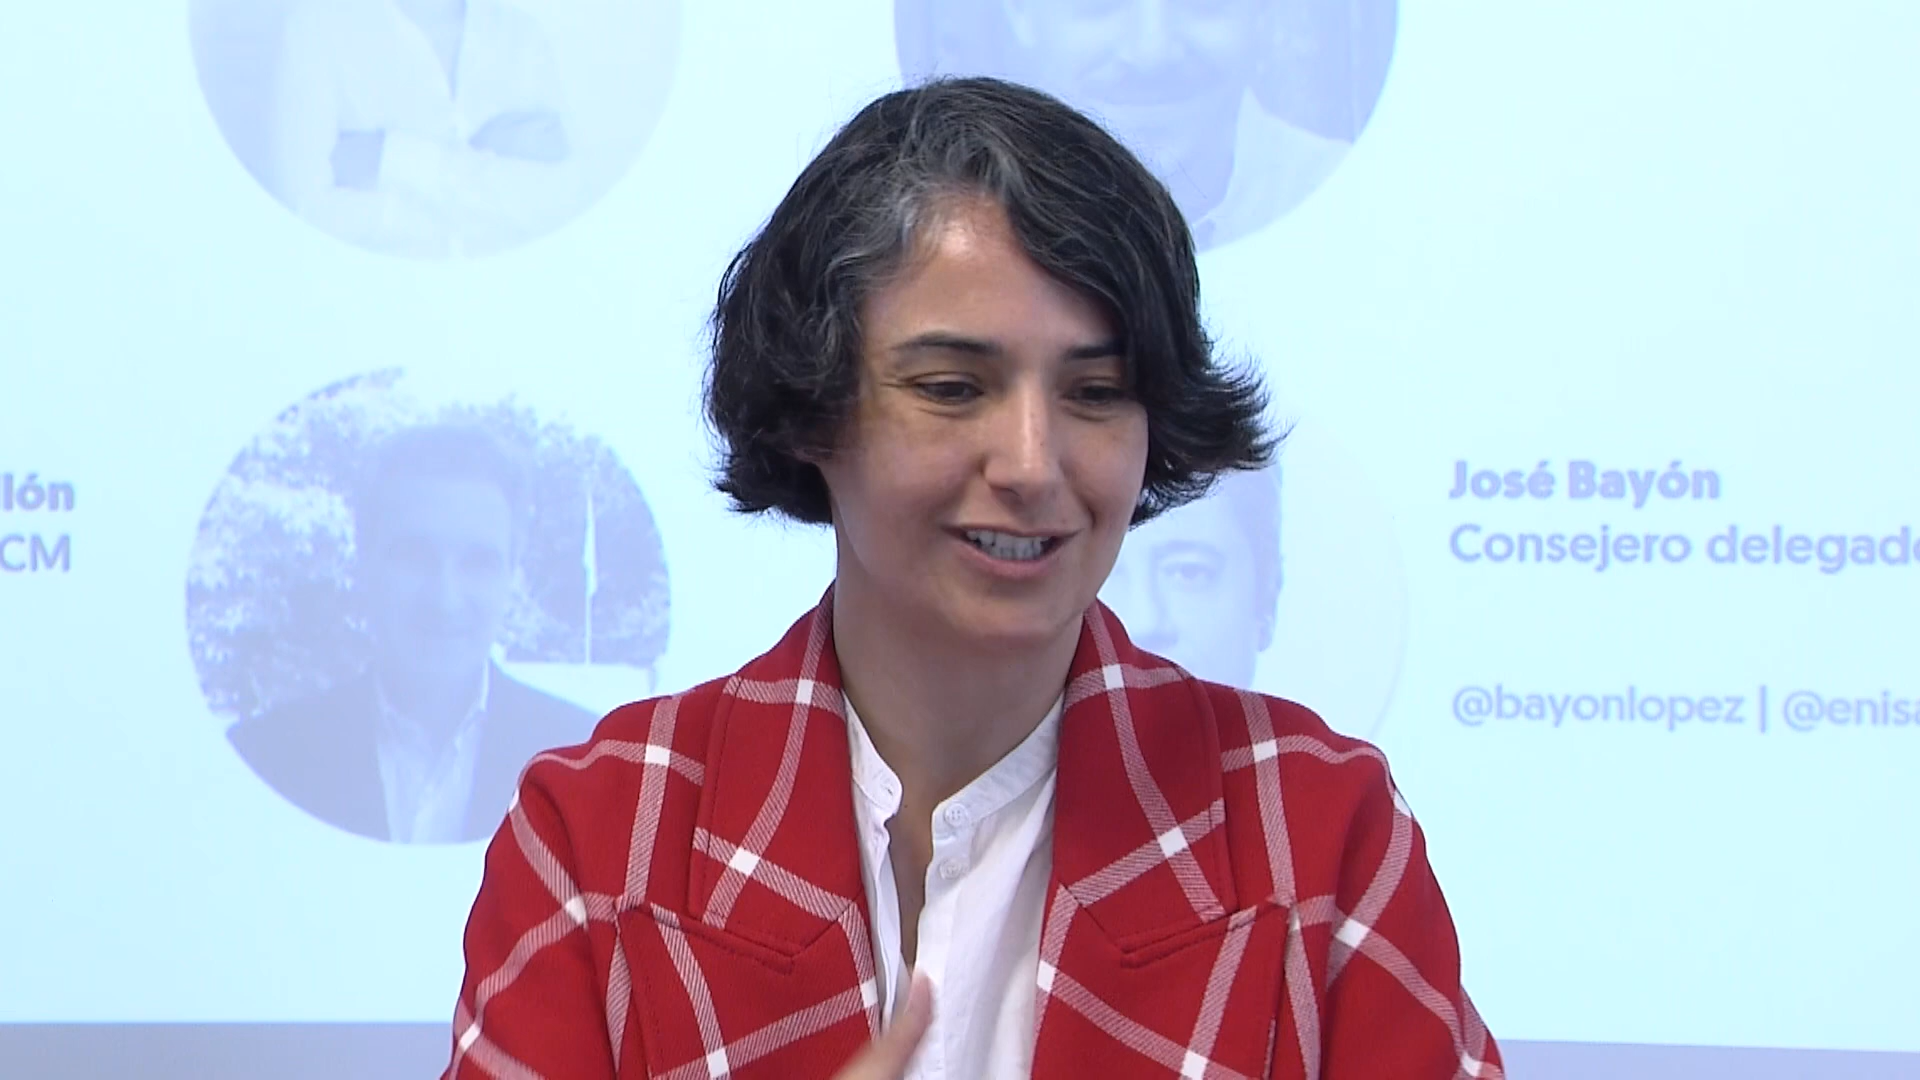 lón
CM
José Bayón
Consejero delegado
@bayonlopez | @enisa